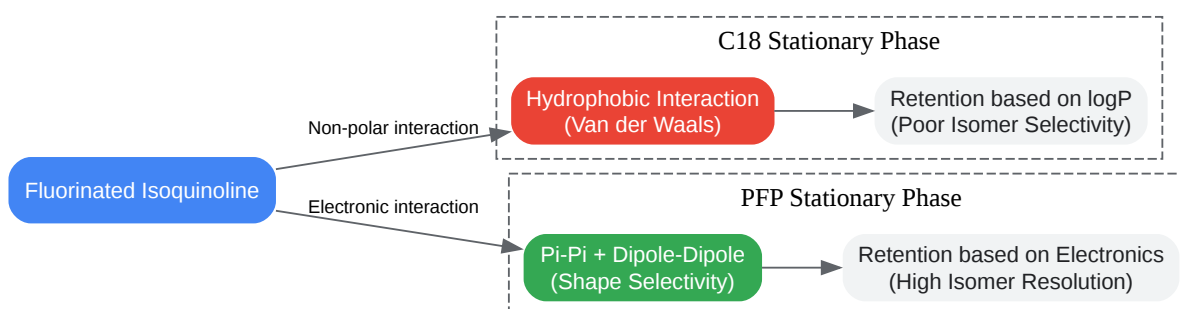 C18 Stationary Phase
Hydrophobic Interaction
(Van der Waals)
Retention based on logP
(Poor Isomer Selectivity)
Non-polar interaction
Fluorinated Isoquinoline
Electronic interaction
PFP Stationary Phase
Pi-Pi + Dipole-Dipole
(Shape Selectivity)
Retention based on Electronics
(High Isomer Resolution)